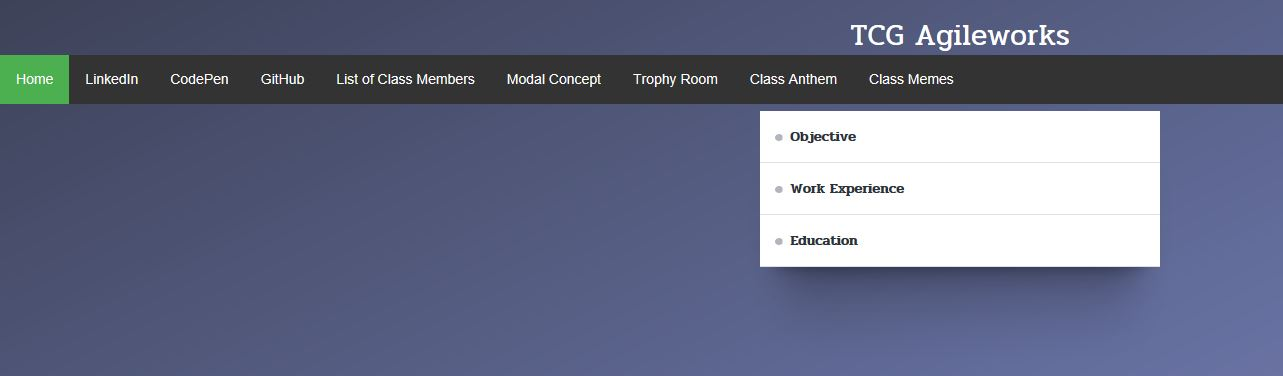 TCG Agileworks
Home LinkedIn CodePen GitHub List of Class Members Modal Concept Trophy Room Class Anthem Class Memes
Objective
Work Experience
Education